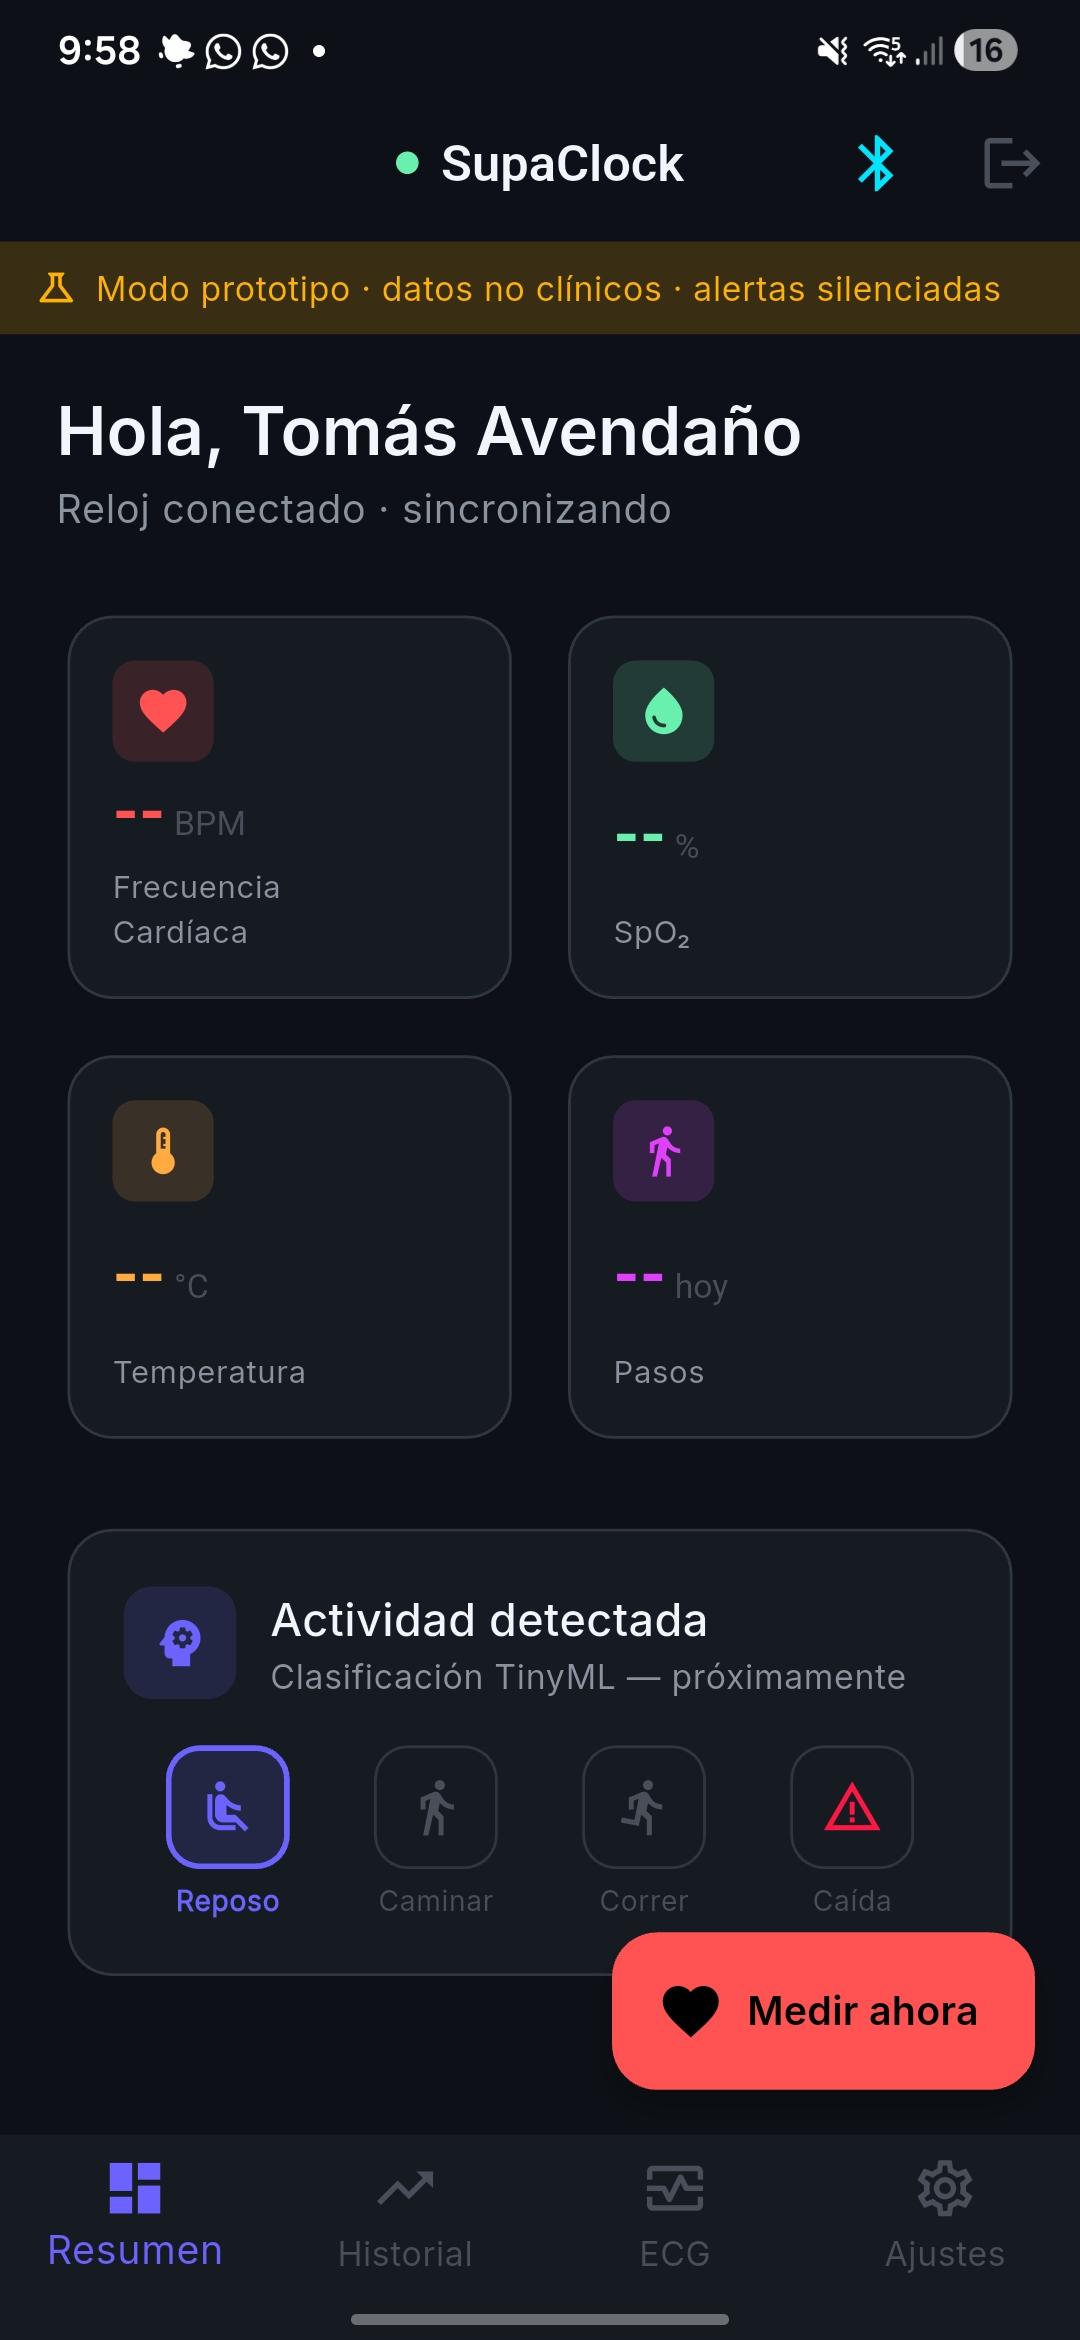 9:58
5
16
SupaClock
Modo prototipo · datos no clínicos · alertas silenciadas
Hola, Tomás Avendaño
Reloj conectado · sincronizando
-- BPM
Frecuencia
Cardíaca
-- %
SpO₂
-- °C
Temperatura
-- hoy
Pasos
Actividad detectada
Clasificación TinyML — próximamente
Reposo
Caminar
Correr
Caída
Medir ahora
Resumen
Historial
ECG
Ajustes